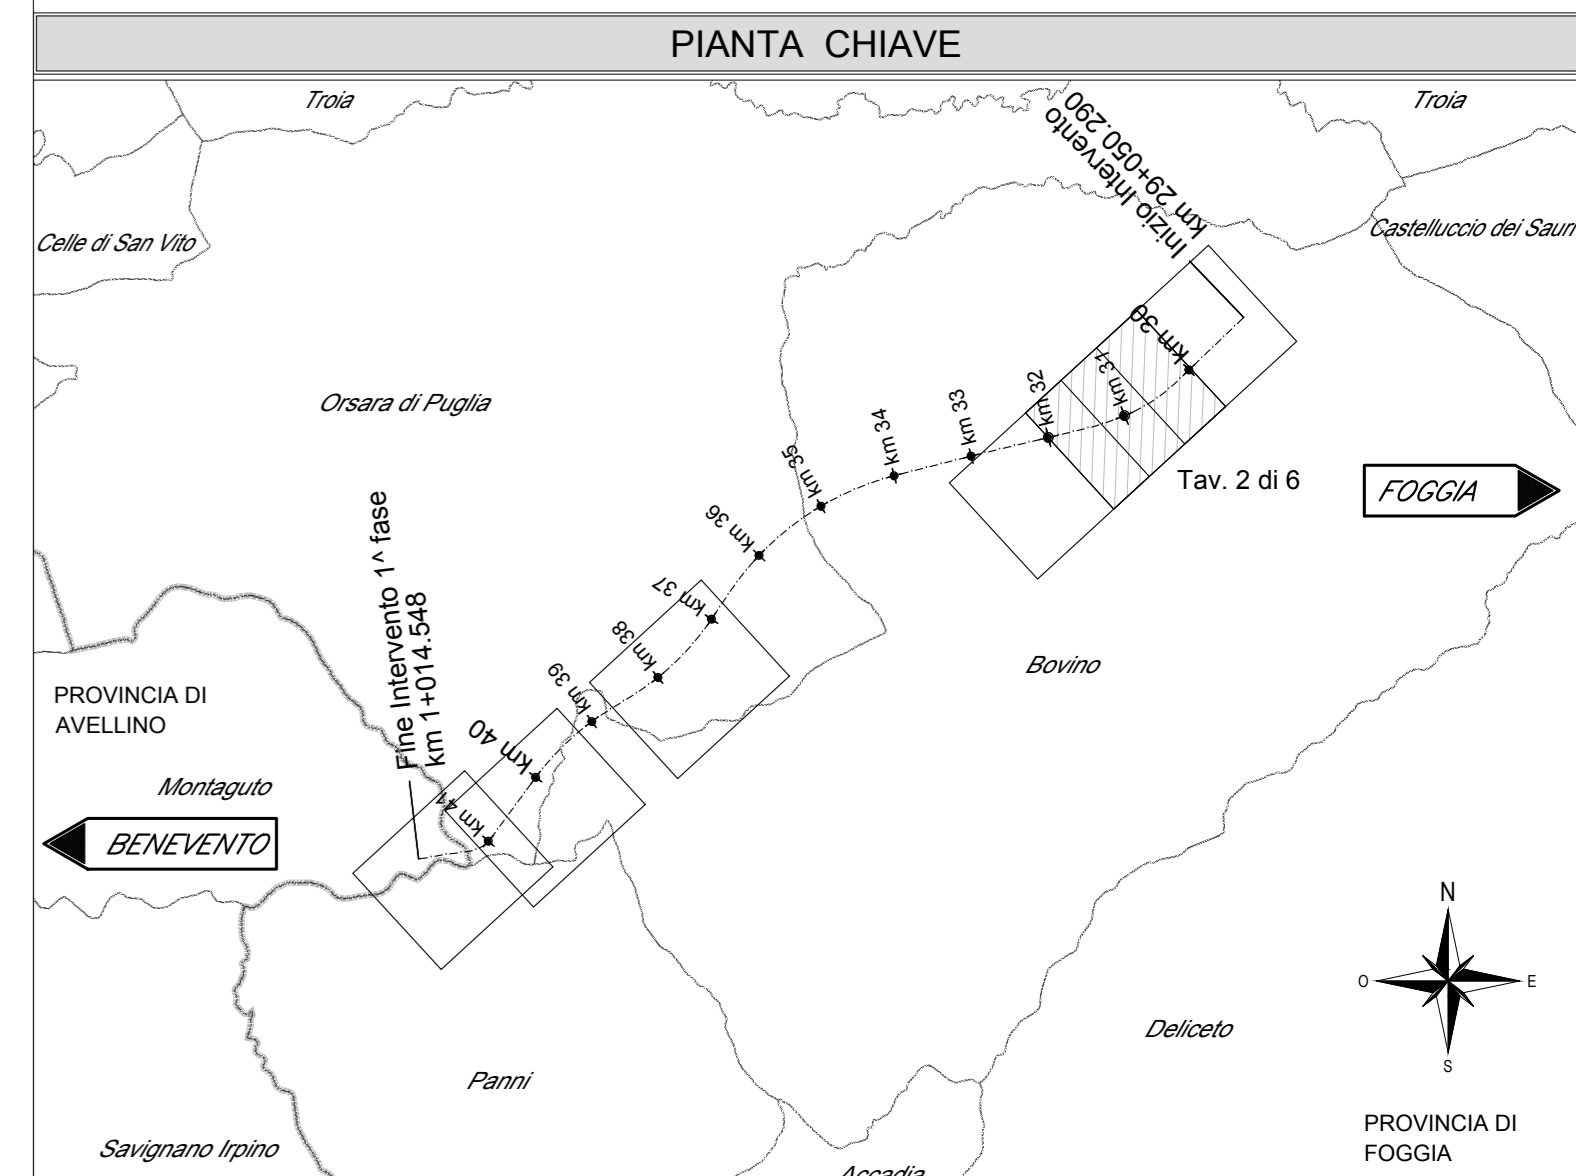 PIANTA CHIAVE
Troia
Troia
Inizio Intervento
km 29+050.290
Celle di San Vito
Castelluccio dei Saur
km 30
km 31
km 32
km 33
km 34
km 35
km 36
km 37
km 38
km 39
km 40
km 41
Orsara di Puglia
Tav. 2 di 6
FOGGIA
Fine Intervento 1^ fase
km 1+014.548
Bovino
PROVINCIA DI
AVELLINO
Montaguto
BENEVENTO
N
O
E
S
Deliceto
Panni
PROVINCIA DI
FOGGIA
Savignano Irpino
Accadia